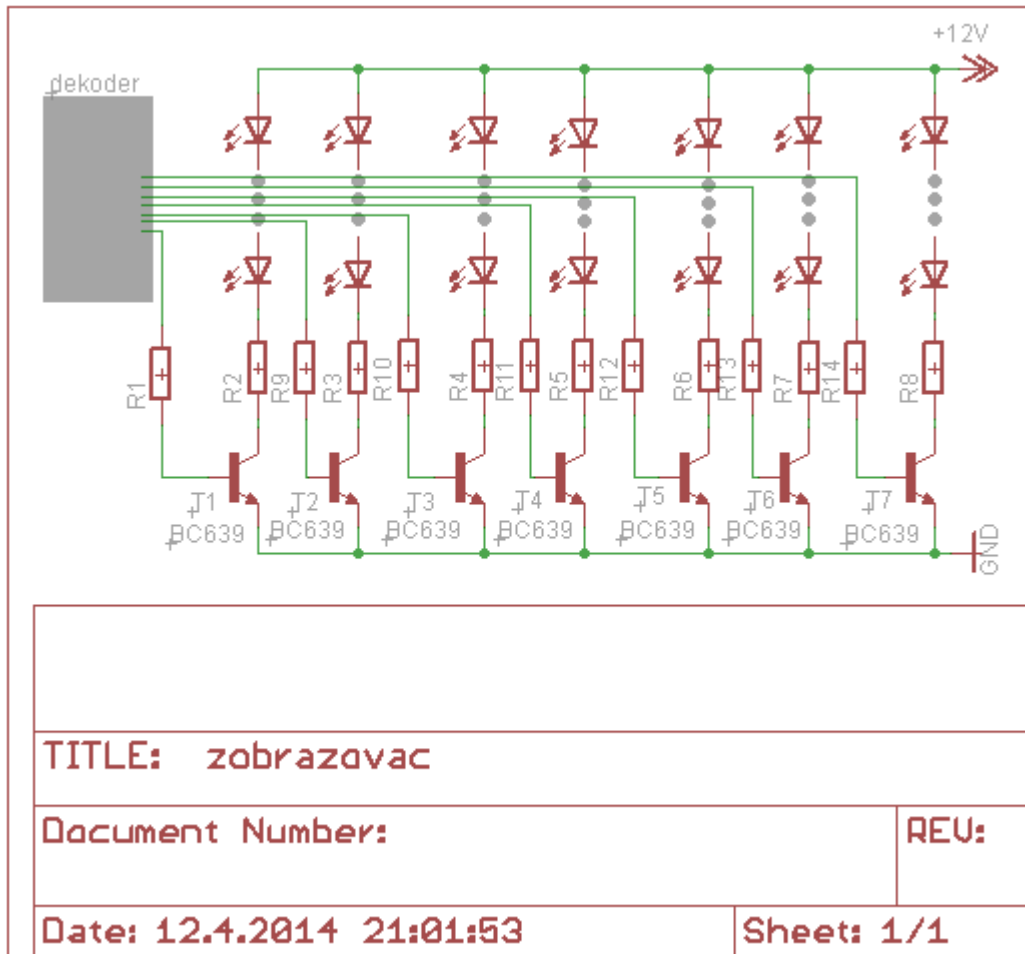 +12V
dekoder
R1
R2
R9
R3
R10
R4
R11
R5
R12
R6
R13
R7
R14
R8
T1
BC639
T2
BC639
T3
BC639
T4
BC639
T5
BC639
T6
BC639
T7
BC639
GND
TITLE: zobrazovac
Document Number:
REV:
Date: 12.4.2014 21:01:53
Sheet: 1/1